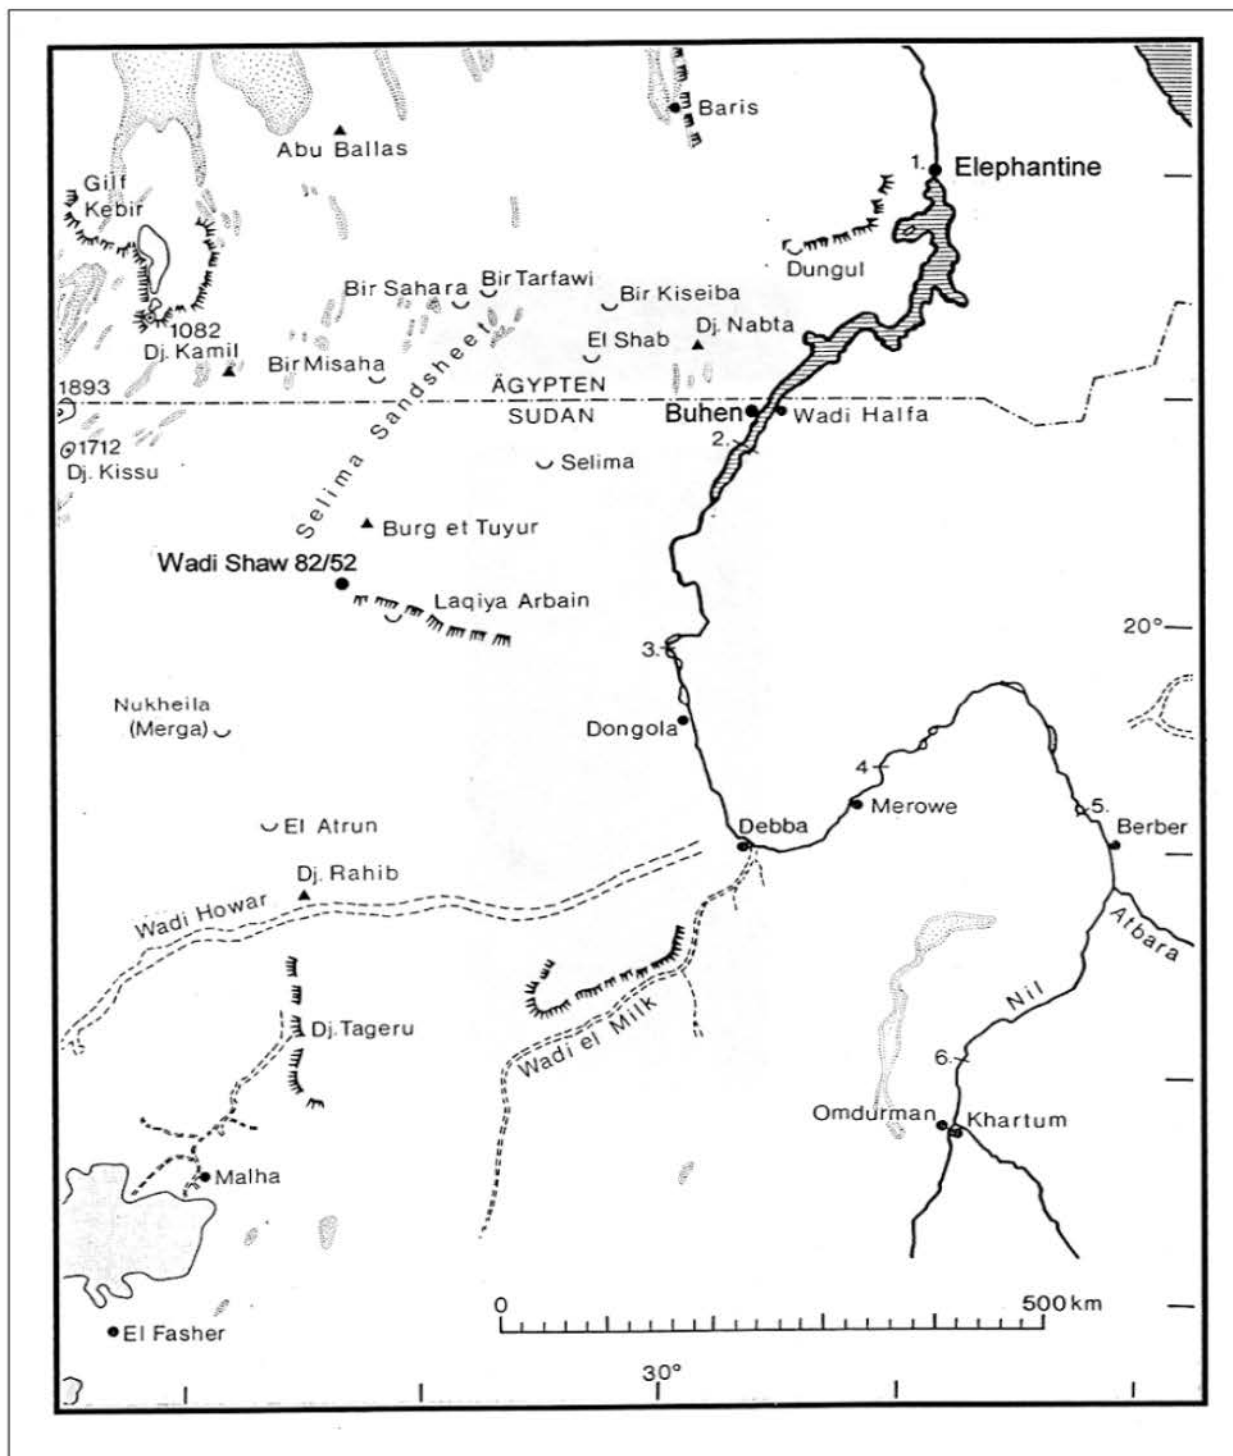 Baris
Abu Ballas
1.
Elephantine
Gilf
Kebir
Dungul
Bir Sahara
Bir Tarfawi
Bir Kiseiba
1082
Dj. Kamil
El Shab
Dj. Nabta
Bir Misaha
1893
ÄGYPTEN
SUDAN
Buhen
Wadi Halfa
2.
1712
Dj. Kissu
Selima Sandsheet
Selima
Burg et Tuyur
Wadi Shaw 82/52
Laqiya Arbain
20°
3.
Nukheila
(Merga)
Dongola
4
Merowe
5.
Berber
El Atrun
Debba
Dj. Rahib
Wadi Howar
Atbara
Nil
Dj. Tageru
Wadi el Milk
6.
Omdurman
Khartum
Malha
0
500 km
El Fasher
30°